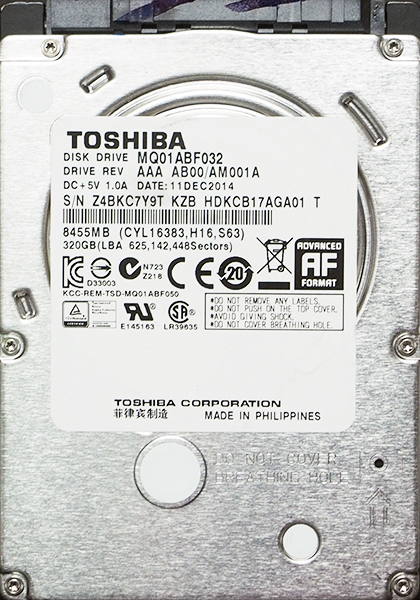 TOSHIBA
DISK DRIVE MQ01ABF032
DRIVE REV AAA AB00/AM001A
DC+5V 1.0A DATE:11DEC2014
S/N Z4BKC7Y9T KZB HDKCB17AGA01 T
8455MB (CYL16383,H16,S63)
320GB(LBA 625,142,448Sectors)
ADVANCED
AF
FORMAT
D33003
N723
Z218
CE
20
KCC-REM-TSD-MQ01ABF050
E145163
LR39635
*DO NOT REMOVE ANY LABELS.
*DO NOT PUSH ON THE TOP COVER.
*AVOID GIVING SHOCK.
*DO NOT COVER BREATHING HOLE.
TOSHIBA CORPORATION
菲律宾制造 MADE IN PHILIPPINES
DO NOT COVER
BREATHING HOLE